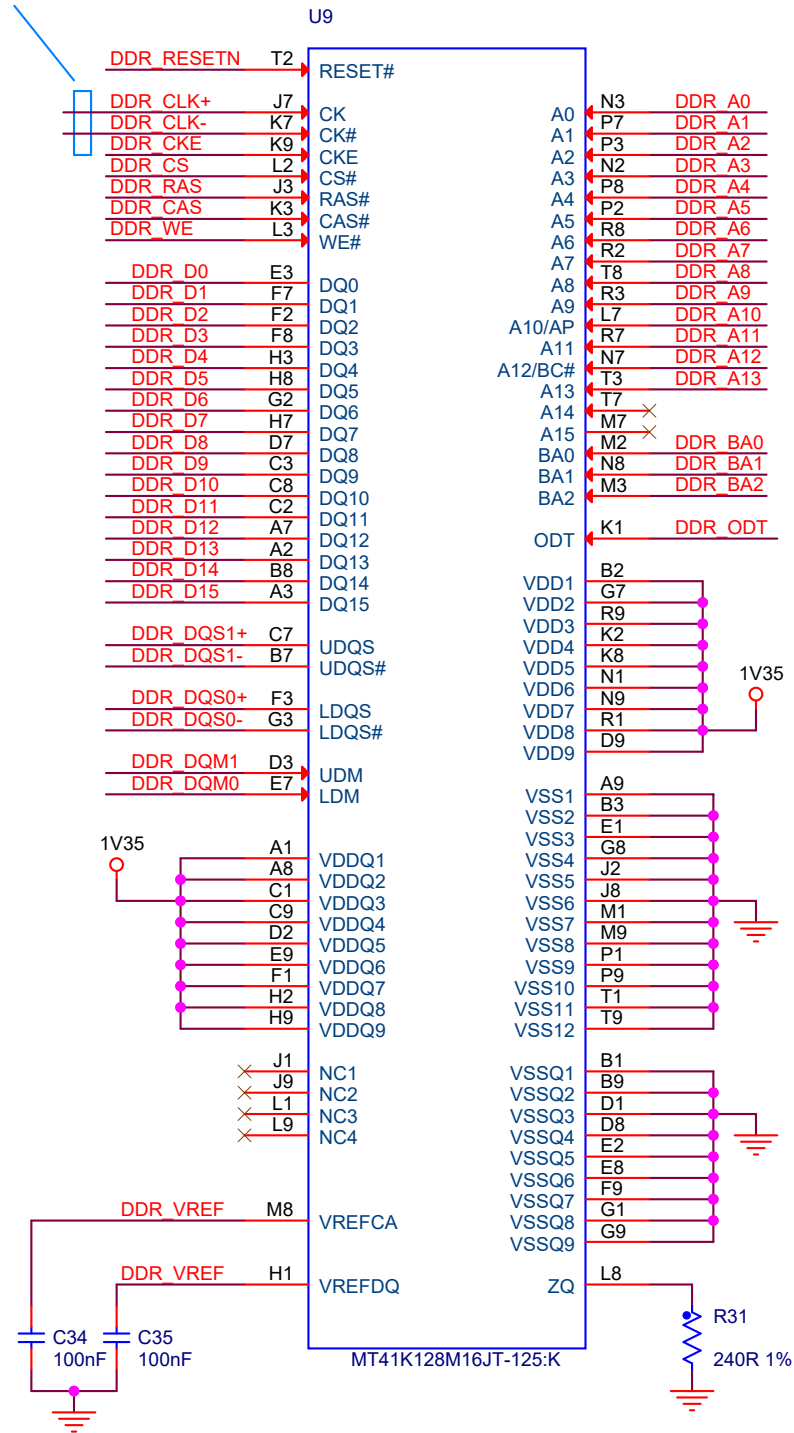 U9
DDR_RESETN T2 RESET#
DDR_CLK+ J7 CK
DDR_CLK- K7 CK#
DDR_CKE K9 CKE
DDR_CS L2 CS#
DDR_RAS J3 RAS#
DDR_CAS K3 CAS#
DDR_WE L3 WE#
DDR_D0 E3 DQ0
DDR_D1 F7 DQ1
DDR_D2 F2 DQ2
DDR_D3 F8 DQ3
DDR_D4 H3 DQ4
DDR_D5 H8 DQ5
DDR_D6 G2 DQ6
DDR_D7 H7 DQ7
DDR_D8 D7 DQ8
DDR_D9 C3 DQ9
DDR_D10 C8 DQ10
DDR_D11 C2 DQ11
DDR_D12 A7 DQ12
DDR_D13 A2 DQ13
DDR_D14 B8 DQ14
DDR_D15 A3 DQ15
DDR_DQS1+ C7 UDQS
DDR_DQS1- B7 UDQS#
DDR_DQS0+ F3 LDQS
DDR_DQS0- G3 LDQS#
DDR_DQM1 D3 UDM
DDR_DQM0 E7 LDM
1V35
A1 VDDQ1
A8 VDDQ2
C1 VDDQ3
C9 VDDQ4
D2 VDDQ5
E9 VDDQ6
F1 VDDQ7
H2 VDDQ8
H9 VDDQ9
J1 NC1
J9 NC2
L1 NC3
L9 NC4
DDR_VREF M8 VREFCA
DDR_VREF H1 VREFDQ
C34
100nF
C35
100nF
A0 N3 DDR_A0
A1 P7 DDR_A1
A2 P3 DDR_A2
A3 N2 DDR_A3
A4 P8 DDR_A4
A5 P2 DDR_A5
A6 R8 DDR_A6
A7 R2 DDR_A7
A8 T8 DDR_A8
A9 R3 DDR_A9
A10/AP L7 DDR_A10
A11 R7 DDR_A11
A12/BC# N7 DDR_A12
A13 T3 DDR_A13
A14 T7
A15 M7
BA0 M2 DDR_BA0
BA1 N8 DDR_BA1
BA2 M3 DDR_BA2
ODT K1 DDR_ODT
VDD1 B2
VDD2 G7
VDD3 R9
VDD4 K2
VDD5 K8
VDD6 N1
VDD7 N9
VDD8 R1
VDD9 D9
1V35
VSS1 A9
VSS2 B3
VSS3 E1
VSS4 G8
VSS5 J2
VSS6 J8
VSS7 M1
VSS8 M9
VSS9 P1
VSS10 P9
VSS11 T1
VSS12 T9
VSSQ1 B1
VSSQ2 B9
VSSQ3 D1
VSSQ4 D8
VSSQ5 E2
VSSQ6 E8
VSSQ7 F9
VSSQ8 G1
VSSQ9 G9
ZQ L8
R31
240R 1%
MT41K128M16JT-125:K